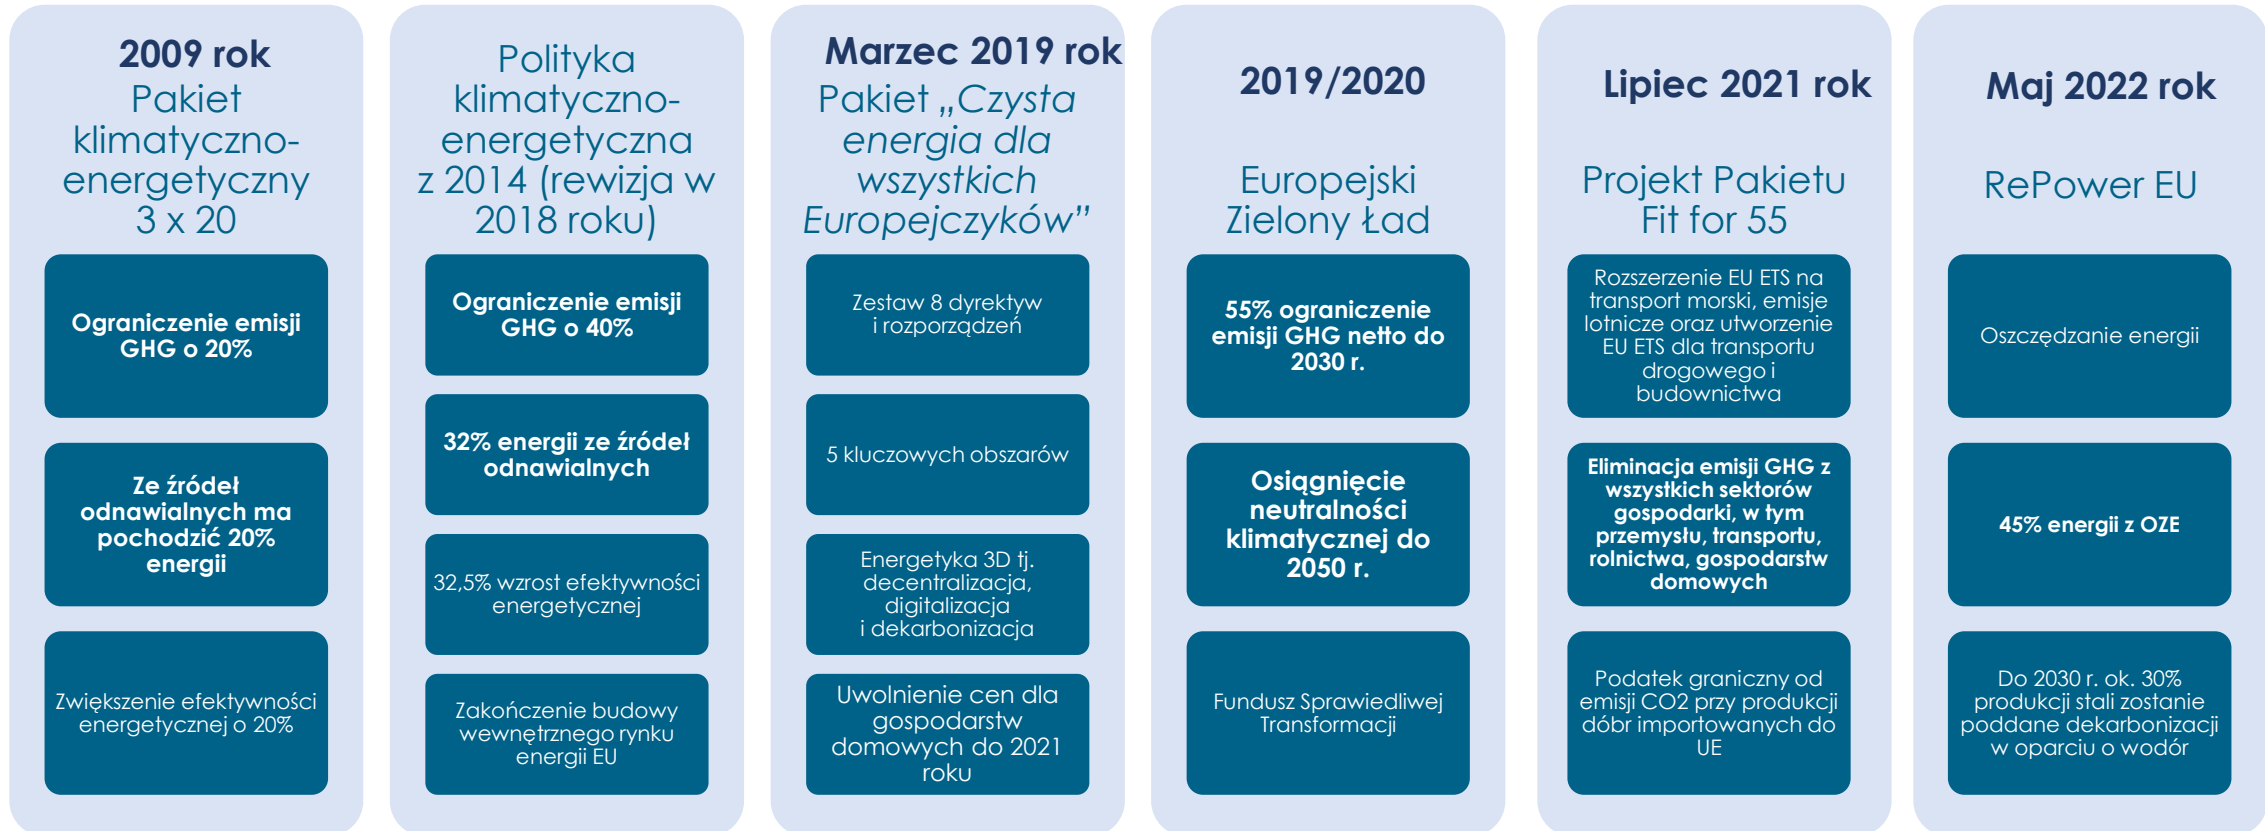 2009 rok
Pakiet
klimatyczno-
energetyczny
3 x 20
Ograniczenie emisji
GHG o 20%
Ze źródeł
odnawialnych ma
pochodzić 20%
energii
Zwiększenie efektywności
energetycznej o 20%
Polityka
klimatyczno-
energetyczna
z 2014 (rewizja w
2018 roku)
Ograniczenie emisji
GHG o 40%
32% energii ze źródeł
odnawialnych
32,5% wzrost efektywności
energetycznej
Zakończenie budowy
wewnętrznego rynku
energii EU
Marzec 2019 rok
Pakiet „Czysta
energia dla
wszystkich
Europejczyków”
Zestaw 8 dyrektyw
i rozporządzeń
5 kluczowych obszarów
Energetyka 3D tj.
decentralizacja,
digitalizacja
i dekarbonizacja
Uwolnienie cen dla
gospodarstw
domowych do 2021
roku
2019/2020
Europejski
Zielony Ład
55% ograniczenie
emisji GHG netto do
2030 r.
Osiągnięcie
neutralności
klimatycznej do
2050 r.
Fundusz Sprawiedliwej
Transformacji
Lipiec 2021 rok
Projekt Pakietu
Fit for 55
Rozszerzenie EU ETS na
transport morski, emisje
lotnicze oraz utworzenie
EU ETS dla transportu
drogowego i
budownictwa
Eliminacja emisji GHG z
wszystkich sektorów
gospodarki, w tym
przemysłu, transportu,
rolnictwa, gospodarstw
domowych
Podatek graniczny od
emisji CO2 przy produkcji
dóbr importowanych do
UE
Maj 2022 rok
RePower EU
Oszczędzanie energii
45% energii z OZE
Do 2030 r. ok. 30%
produkcji stali zostanie
poddane dekarbonizacji
w oparciu o wodór